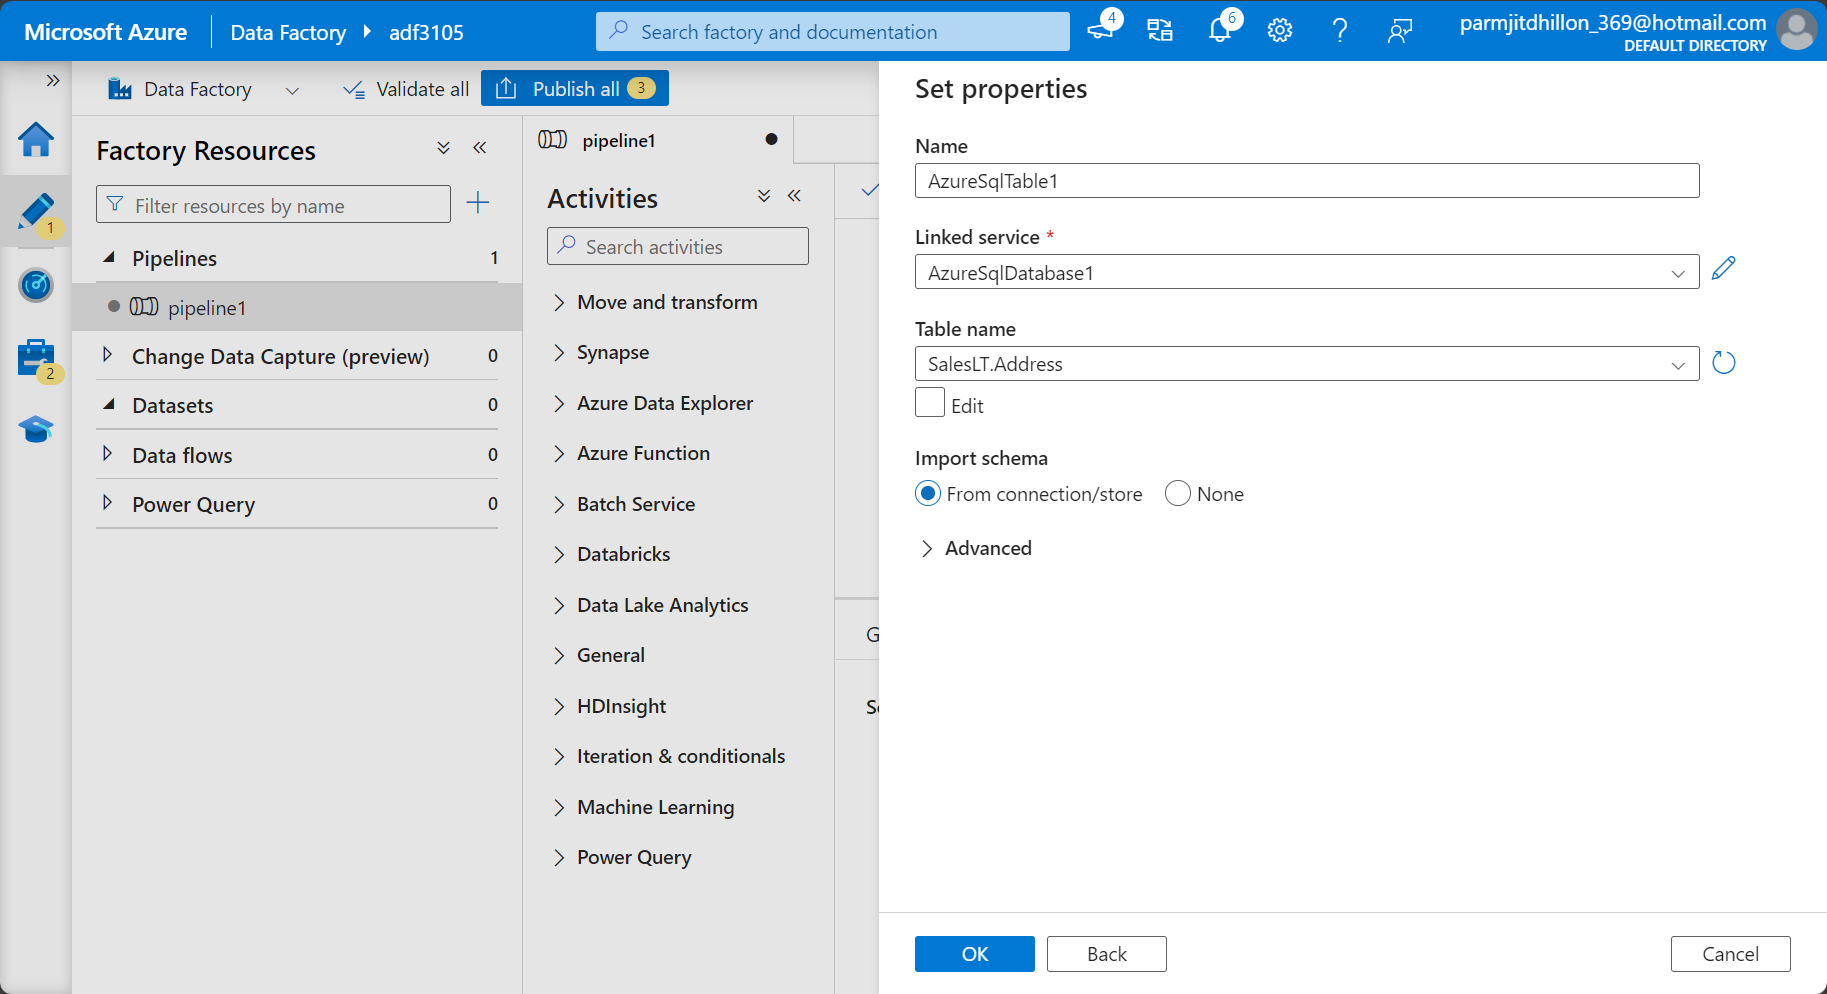 Microsoft Azure
Data Factory
adf3105
Search factory and documentation
4
6
parmjitdhillon_369@hotmail.com
DEFAULT DIRECTORY
Data Factory
Validate all
Publish all 3
1
2
Factory Resources
Filter resources by name
Pipelines 1
pipeline1
Change Data Capture (preview) 0
Datasets 0
Data flows 0
Power Query 0
pipeline1
Activities
Search activities
Move and transform
Synapse
Azure Data Explorer
Azure Function
Batch Service
Databricks
Data Lake Analytics
General
HDInsight
Iteration & conditionals
Machine Learning
Power Query
Set properties
Name
AzureSqlTable1
Linked service *
AzureSqlDatabase1
Table name
SalesLT.Address
Edit
Import schema
From connection/store None
Advanced
OK Back Cancel